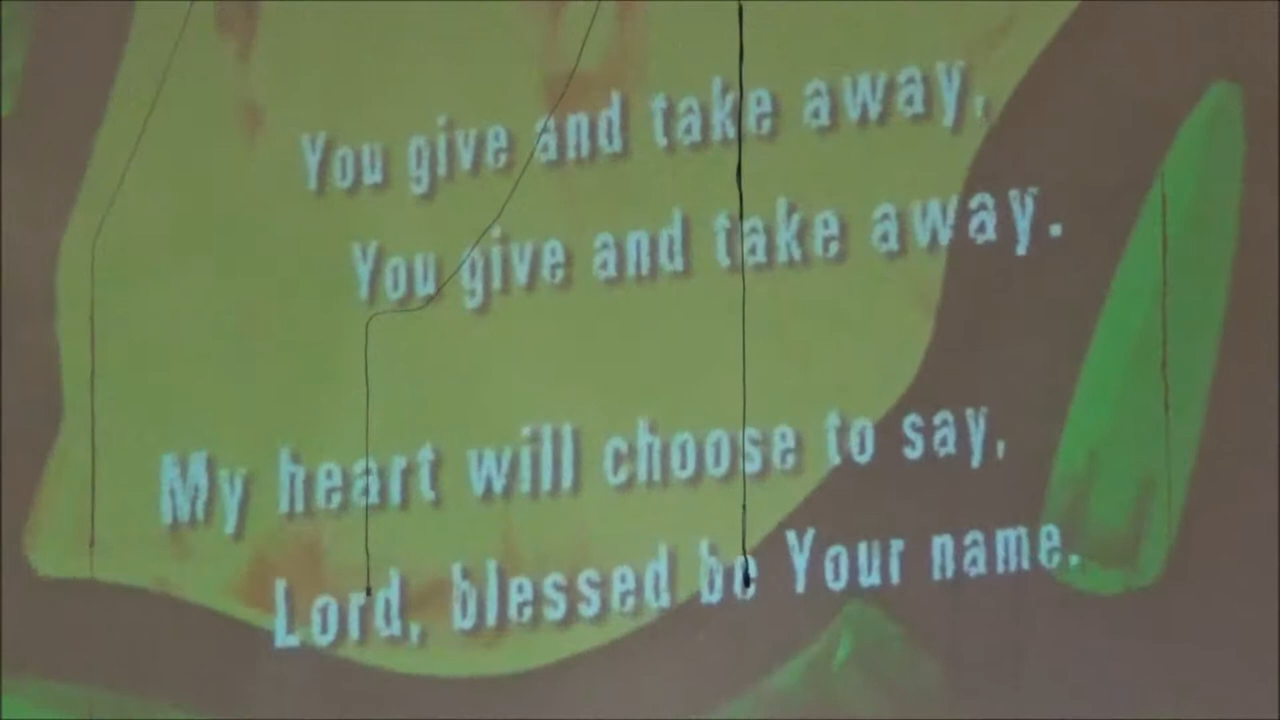 You give and take away,
You give and take away.
My heart will choose to say,
Lord, blessed be Your name.